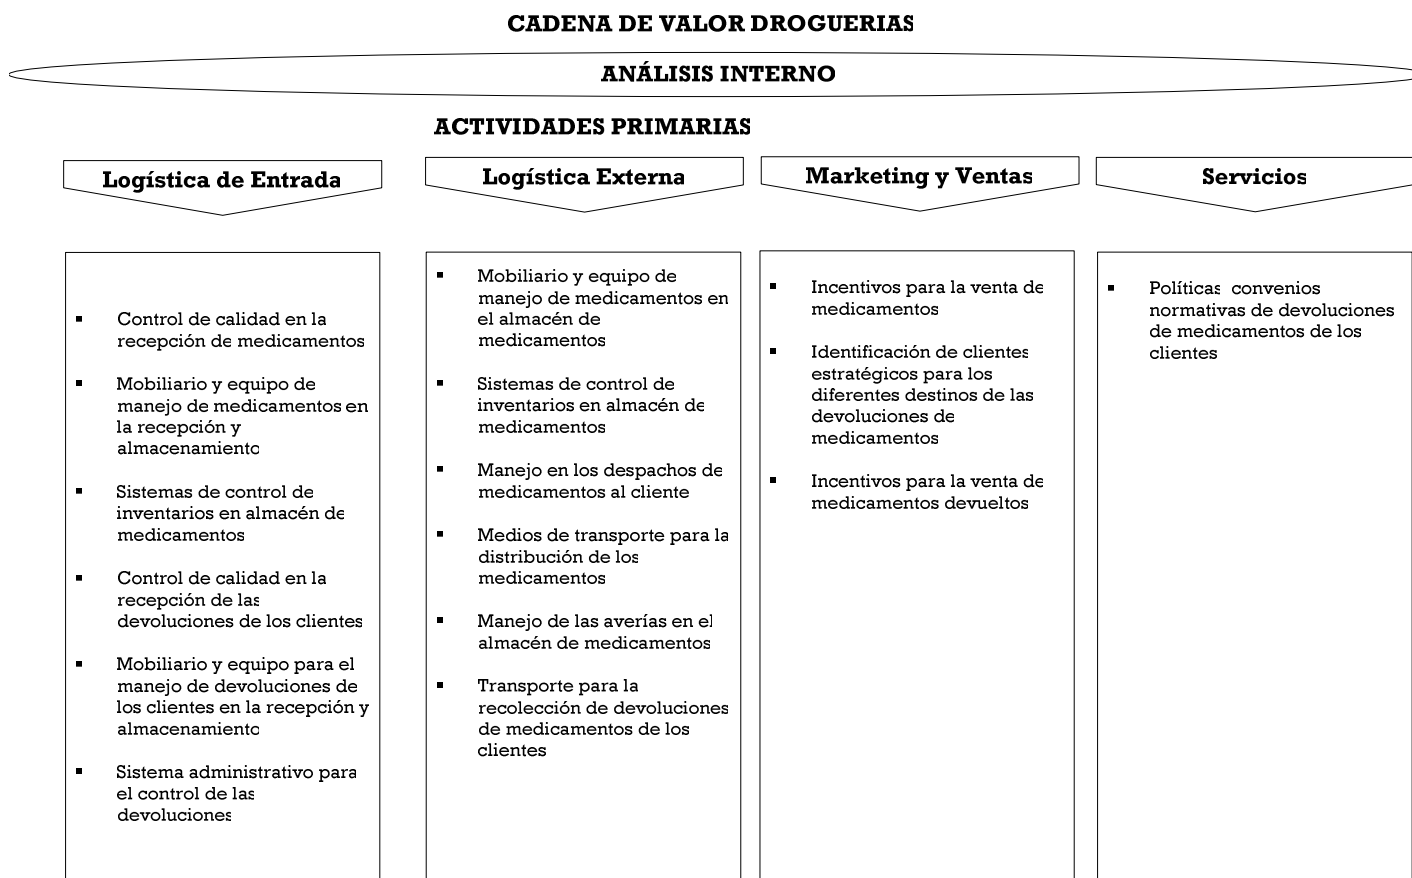 CADENA DE VALOR DROGUERIAS
ANÁLISIS INTERNO
ACTIVIDADES PRIMARIAS
Logística de Entrada
▪ Control de calidad en la
recepción de medicamentos
▪ Mobiliario y equipo de
manejo de medicamentos en
la recepción y
almacenamiento
▪ Sistemas de control de
inventarios en almacén de
medicamentos
▪ Control de calidad en la
recepción de las
devoluciones de los clientes
▪ Mobiliario y equipo para el
manejo de devoluciones de
los clientes en la recepción y
almacenamiento
▪ Sistema administrativo para
el control de las
devoluciones
Logística Externa
▪ Mobiliario y equipo de
manejo de medicamentos en
el almacén de
medicamentos
▪ Sistemas de control de
inventarios en almacén de
medicamentos
▪ Manejo en los despachos de
medicamentos al cliente
▪ Medios de transporte para la
distribución de los
medicamentos
▪ Manejo de las averías en el
almacén de medicamentos
▪ Transporte para la
recolección de devoluciones
de medicamentos de los
clientes
Marketing y Ventas
▪ Incentivos para la venta de
medicamentos
▪ Identificación de clientes
estratégicos para los
diferentes destinos de las
devoluciones de
medicamentos
▪ Incentivos para la venta de
medicamentos devueltos
Servicios
▪ Políticas convenios
normativas de devoluciones
de medicamentos de los
clientes